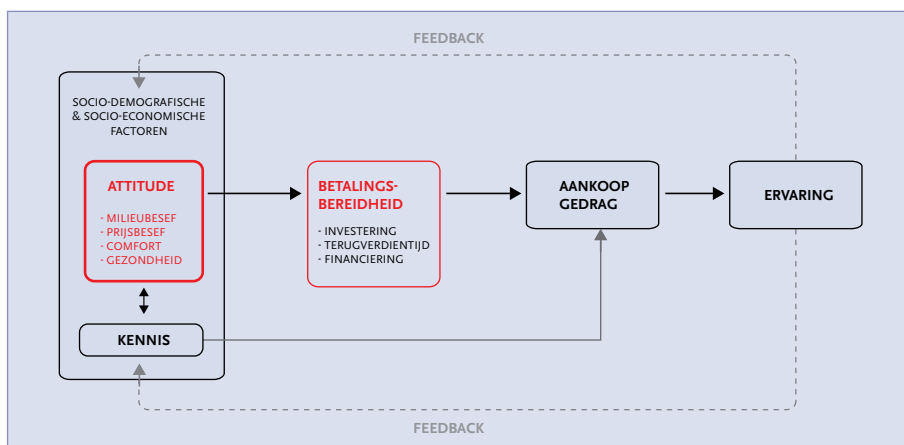 FEEDBACK
SOCIO-DEMOGRAFISCHE
& SOCIO-ECONOMISCHE
FACTOREN
ATTITUDE
- MILIEUBESEF
- PRIJSBESEF
- COMFORT
- GEZONDHEID
KENNIS
BETALINGS-
BEREIDHEID
- INVESTERING
- TERUGVERDIENTIJD
- FINANCIERING
AANKOOP
GEDRAG
ERVARING
FEEDBACK